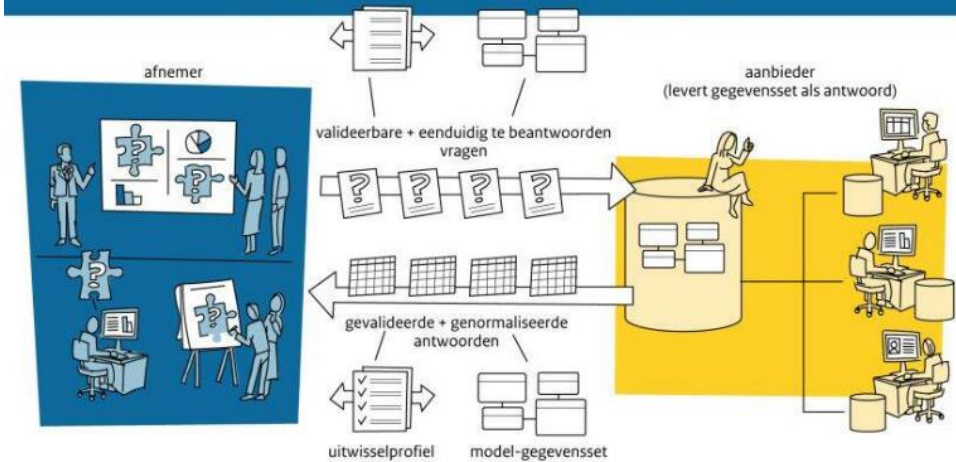 afnemer
aanbieder
(levert gegevensset als antwoord)
valideerbare + eenduidig te beantwoorden
vragen
?
?
?
?
?
?
?
?
gevalideerde + genormaliseerde
antwoorden
uitwisselprofiel
model-gegevensset